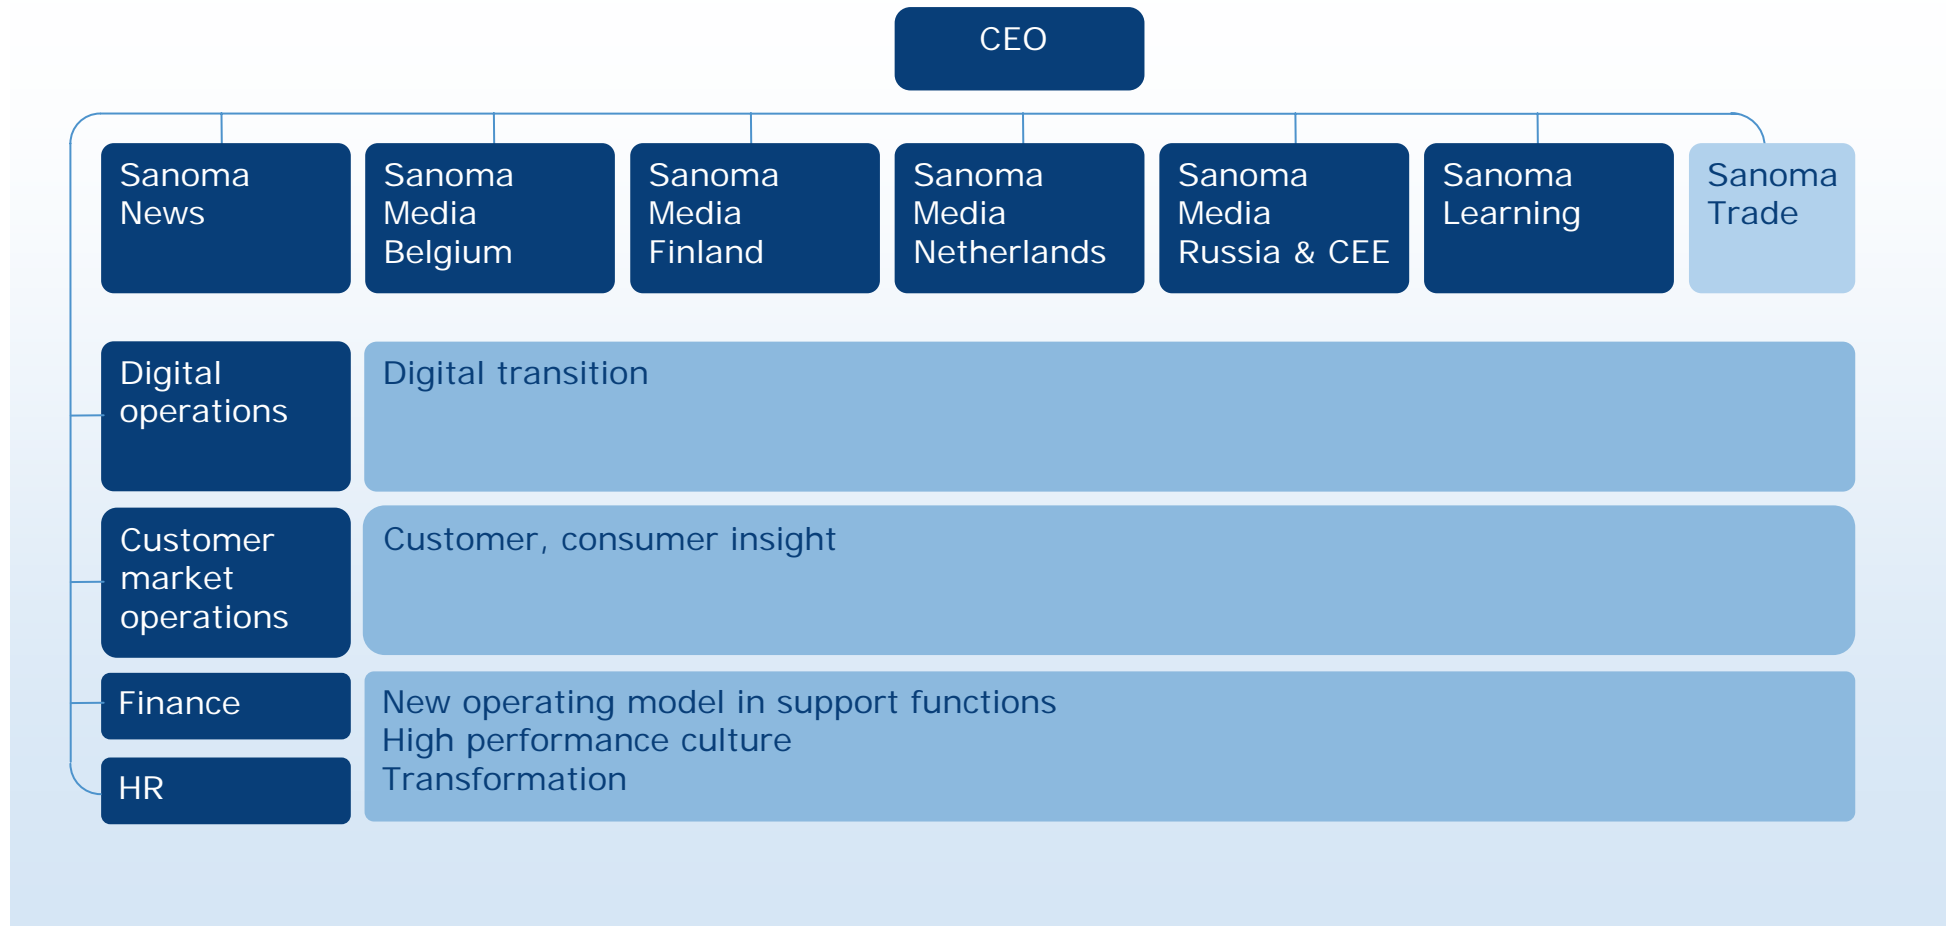 CEO
Sanoma
News
Sanoma
Media
Belgium
Sanoma
Media
Finland
Sanoma
Media
Netherlands
Sanoma
Media
Russia & CEE
Sanoma
Learning
Sanoma
Trade
Digital
operations
Digital transition
Customer
market
operations
Customer, consumer insight
Finance
HR
New operating model in support functions
High performance culture
Transformation